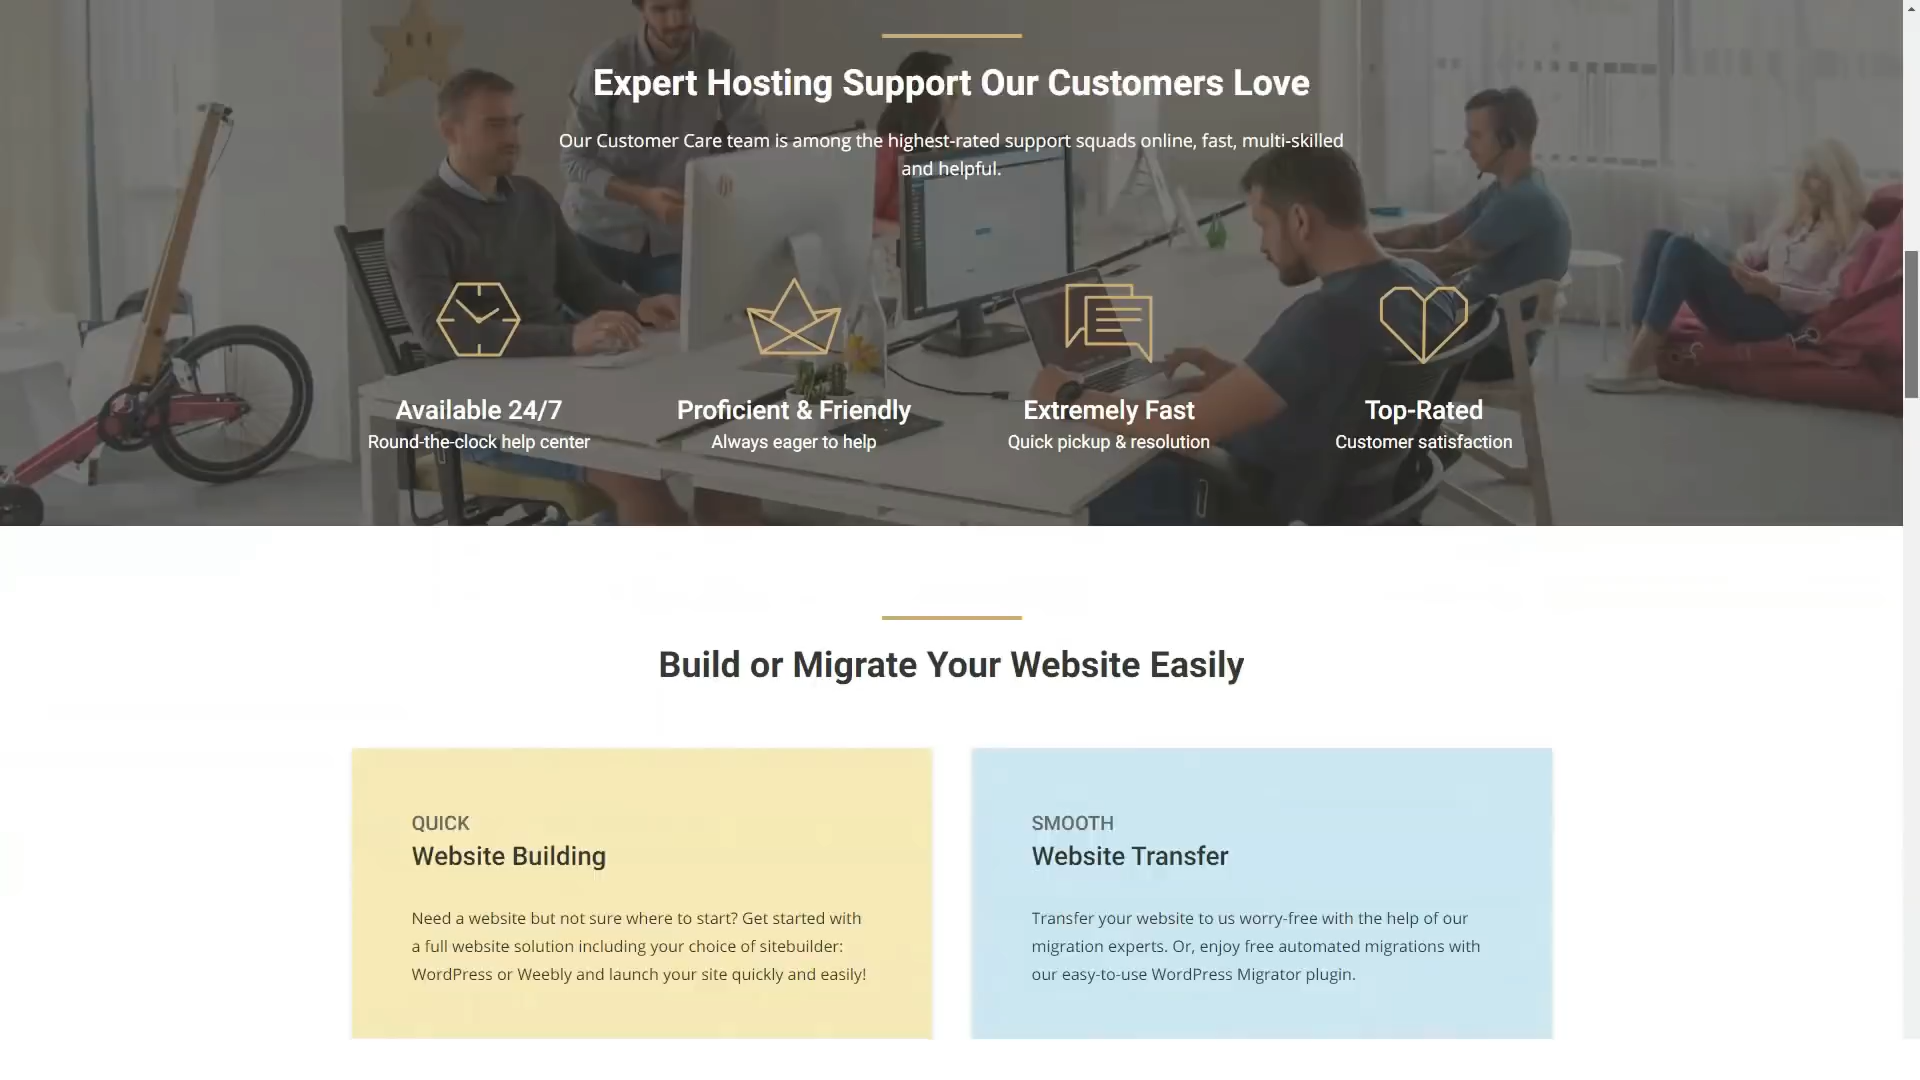 Expert Hosting Support Our Customers Love
Our Customer Care team is among the highest-rated support squads online, fast, multi-skilled
and helpful.
Available 24/7
Round-the-clock help center
Proficient & Friendly
Always eager to help
Extremely Fast
Quick pickup & resolution
Top-Rated
Customer satisfaction
Build or Migrate Your Website Easily
QUICK
Website Building
Need a website but not sure where to start? Get started with
a full website solution including your choice of sitebuilder:
WordPress or Weebly and launch your site quickly and easily!
SMOOTH
Website Transfer
Transfer your website to us worry-free with the help of our
migration experts. Or, enjoy free automated migrations with
our easy-to-use WordPress Migrator plugin.